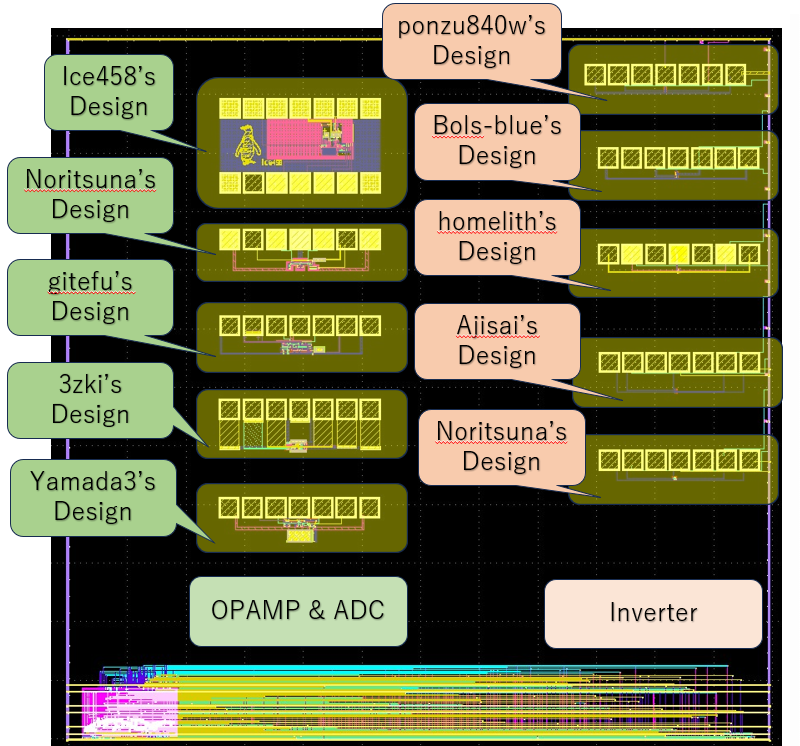 ponzu840w's
Design
Ice458's
Design
Bols-blue's
Design
Noritsuna's
Design
homelith's
Design
gitefu's
Design
Ajisai's
Design
3zki's
Design
Noritsuna's
Design
Yamada3's
Design
OPAMP & ADC
Inverter